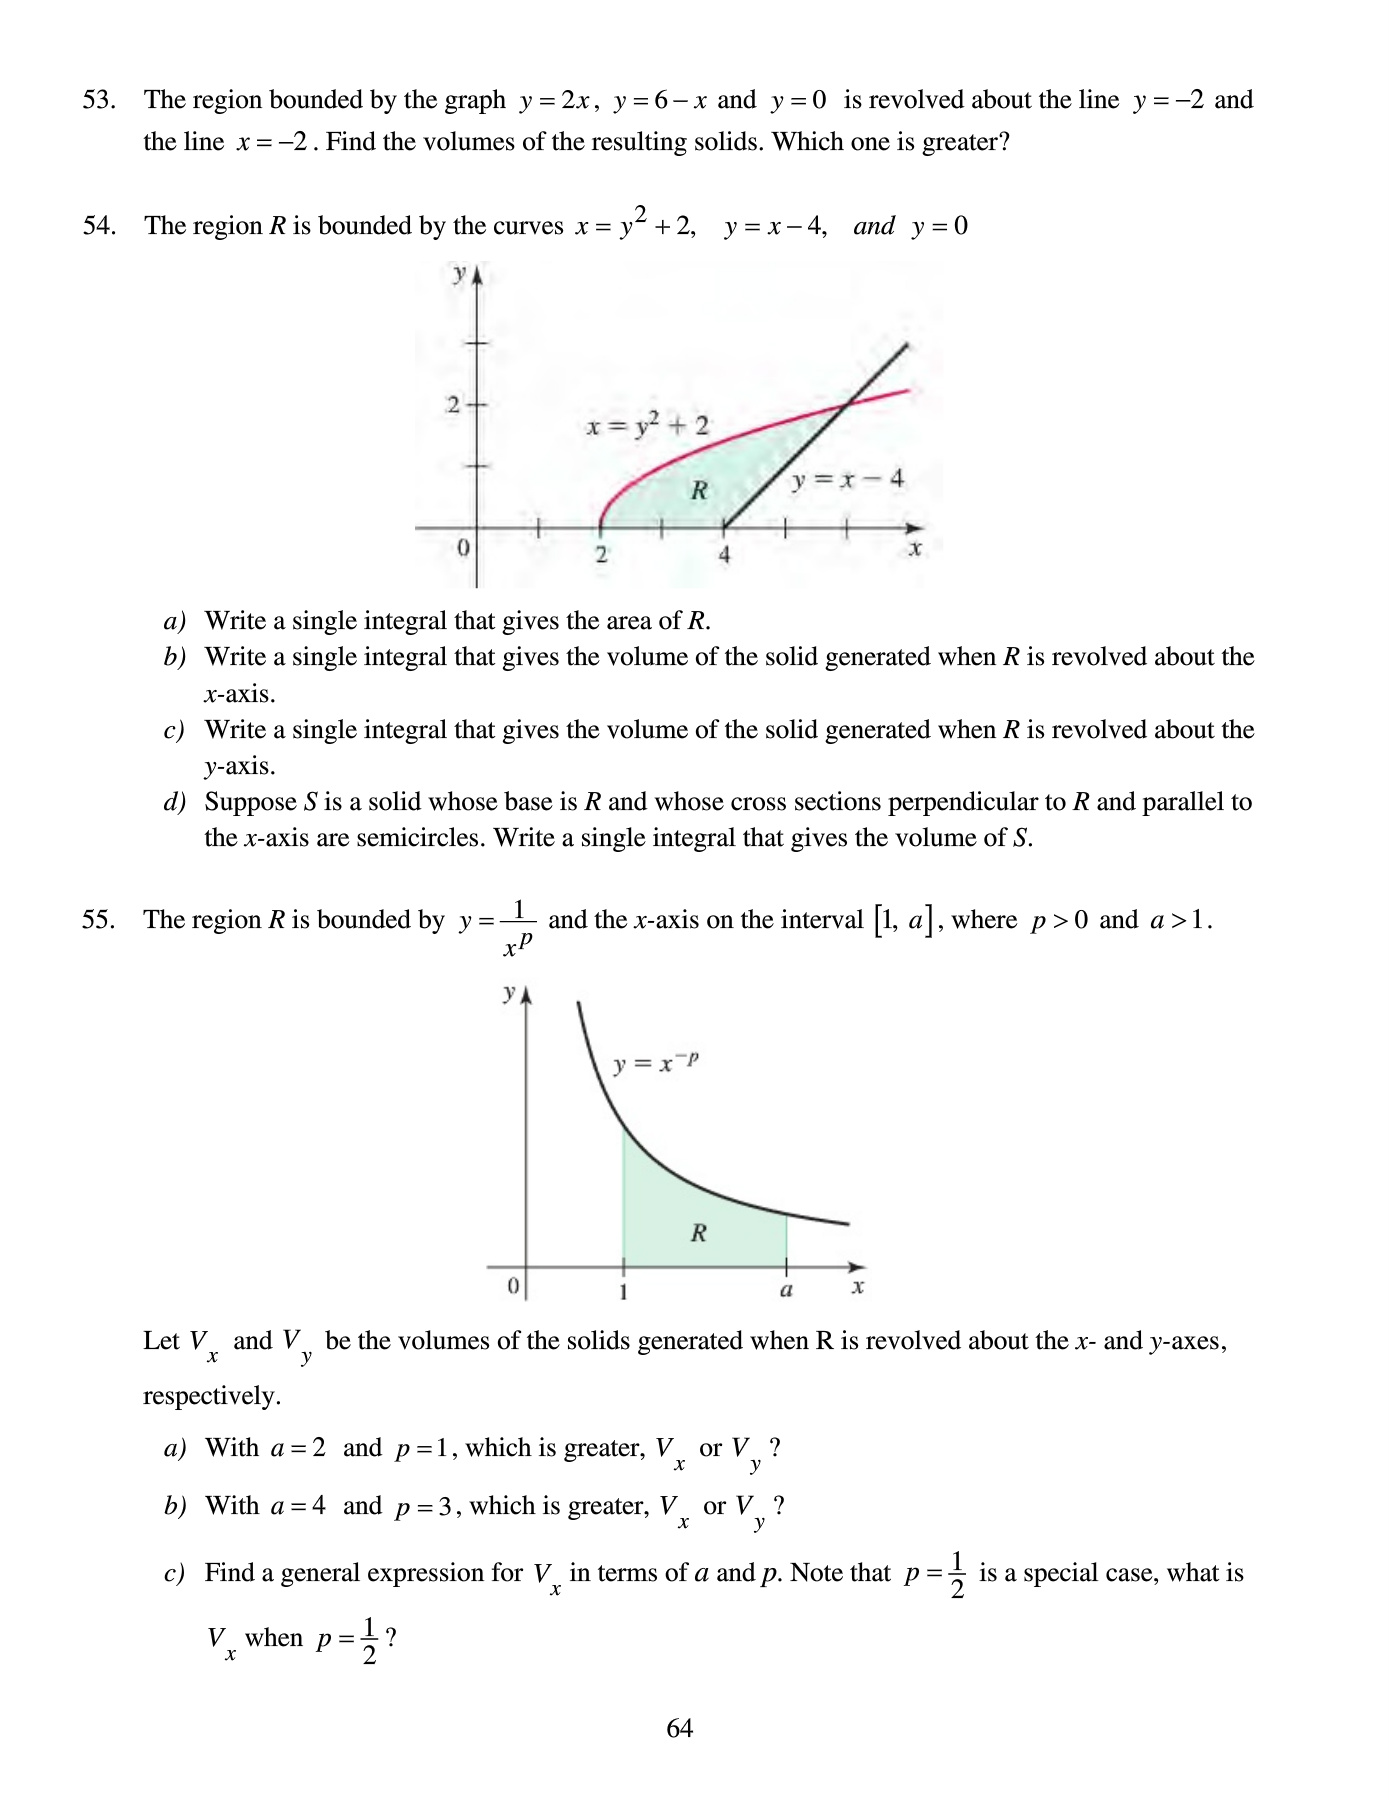 53. The region bounded by the graph y = 2x, y = 6 − x and y = 0 is revolved about the line y = −2 and
the line x = −2. Find the volumes of the resulting solids. Which one is greater?
54. The region R is bounded by the curves x = y² + 2, y = x − 4, and y = 0
y
2
x = y² + 2
y = x − 4
R
0
2
4
x
a) Write a single integral that gives the area of R.
b) Write a single integral that gives the volume of the solid generated when R is revolved about the
x-axis.
c) Write a single integral that gives the volume of the solid generated when R is revolved about the
y-axis.
d) Suppose S is a solid whose base is R and whose cross sections perpendicular to R and parallel to
the x-axis are semicircles. Write a single integral that gives the volume of S.
55. The region R is bounded by y = 1/x^p and the x-axis on the interval [1, a], where p > 0 and a > 1.
y
y = x^−p
R
0
1
a
x
Let V_x and V_y be the volumes of the solids generated when R is revolved about the x- and y-axes,
respectively.
a) With a = 2 and p = 1, which is greater, V_x or V_y ?
b) With a = 4 and p = 3, which is greater, V_x or V_y ?
c) Find a general expression for V_x in terms of a and p. Note that p = 1/2 is a special case, what is
V_x when p = 1/2 ?
64